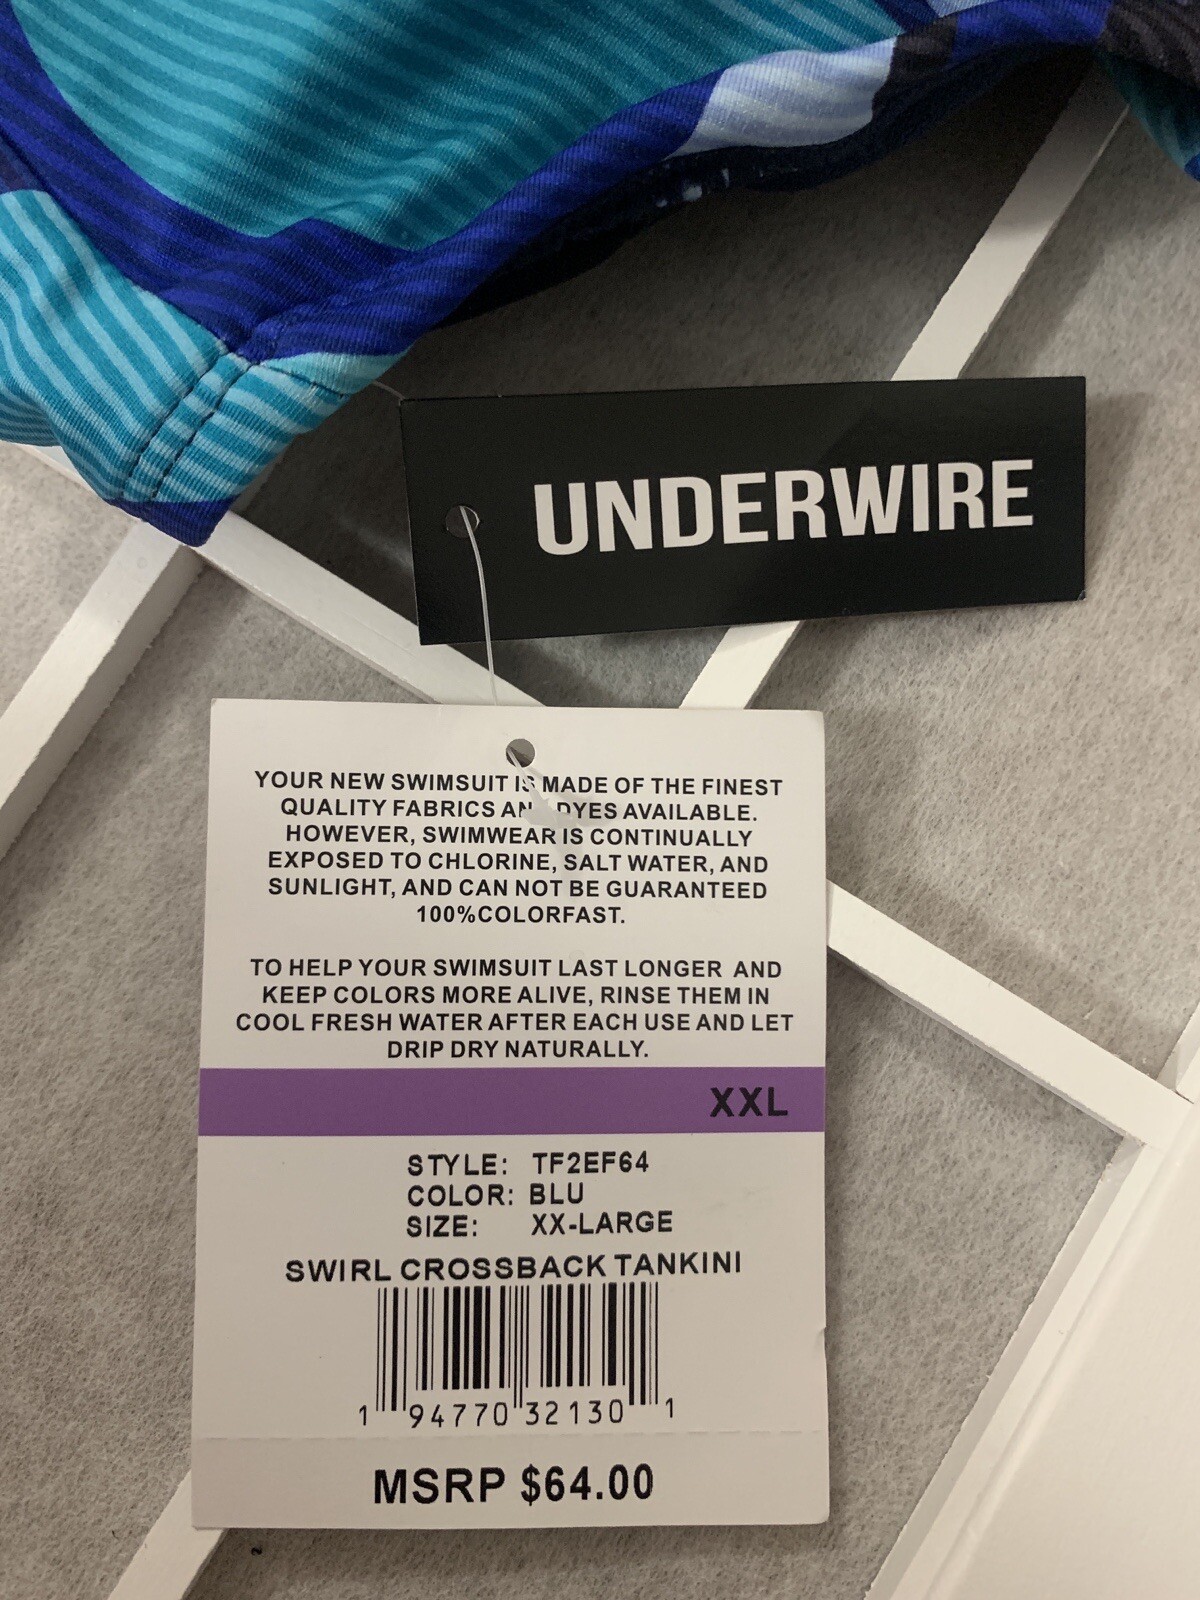 UNDERWIRE
YOUR NEW SWIMSUIT IS MADE OF THE FINEST
QUALITY FABRICS AN DYES AVAILABLE.
HOWEVER, SWIMWEAR IS CONTINUALLY
EXPOSED TO CHLORINE, SALT WATER, AND
SUNLIGHT, AND CAN NOT BE GUARANTEED
100%COLORFAST.
TO HELP YOUR SWIMSUIT LAST LONGER AND
KEEP COLORS MORE ALIVE, RINSE THEM IN
COOL FRESH WATER AFTER EACH USE AND LET
DRIP DRY NATURALLY.
XXL
STYLE: TF2EF64
COLOR: BLU
SIZE: XX-LARGE
SWIRL CROSSBACK TANKINI
1 94770 32130 1
MSRP $64.00